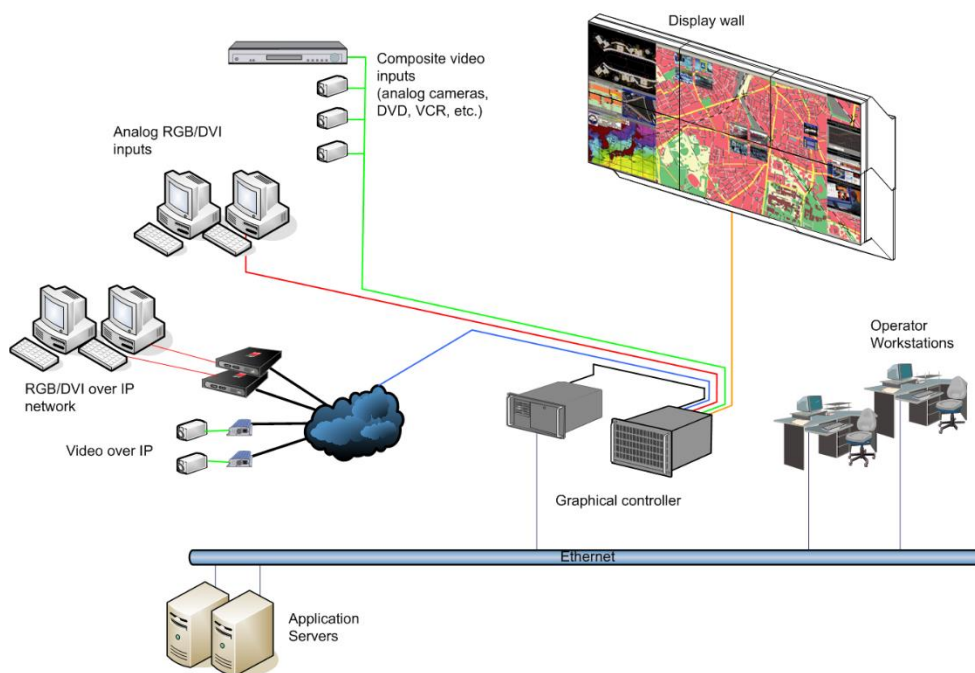 Display wall
Composite video
inputs
(analog cameras,
DVD, VCR, etc.)
Analog RGB/DVI
inputs
Operator
Workstations
RGB/DVI over IP
network
Video over IP
Graphical controller
Ethernet
Application
Servers